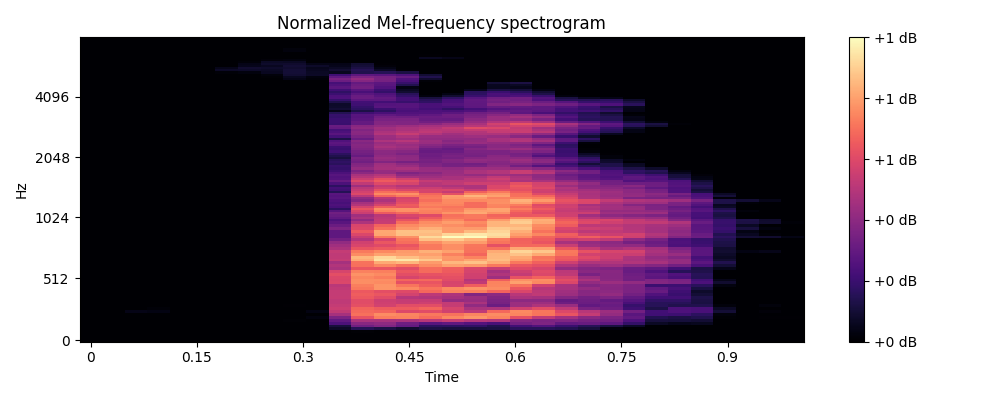 Normalized Mel-frequency spectrogram
Hz
4096
2048
1024
512
0
0 0.15 0.3 0.45 0.6 0.75 0.9
Time
+1 dB
+1 dB
+1 dB
+0 dB
+0 dB
+0 dB